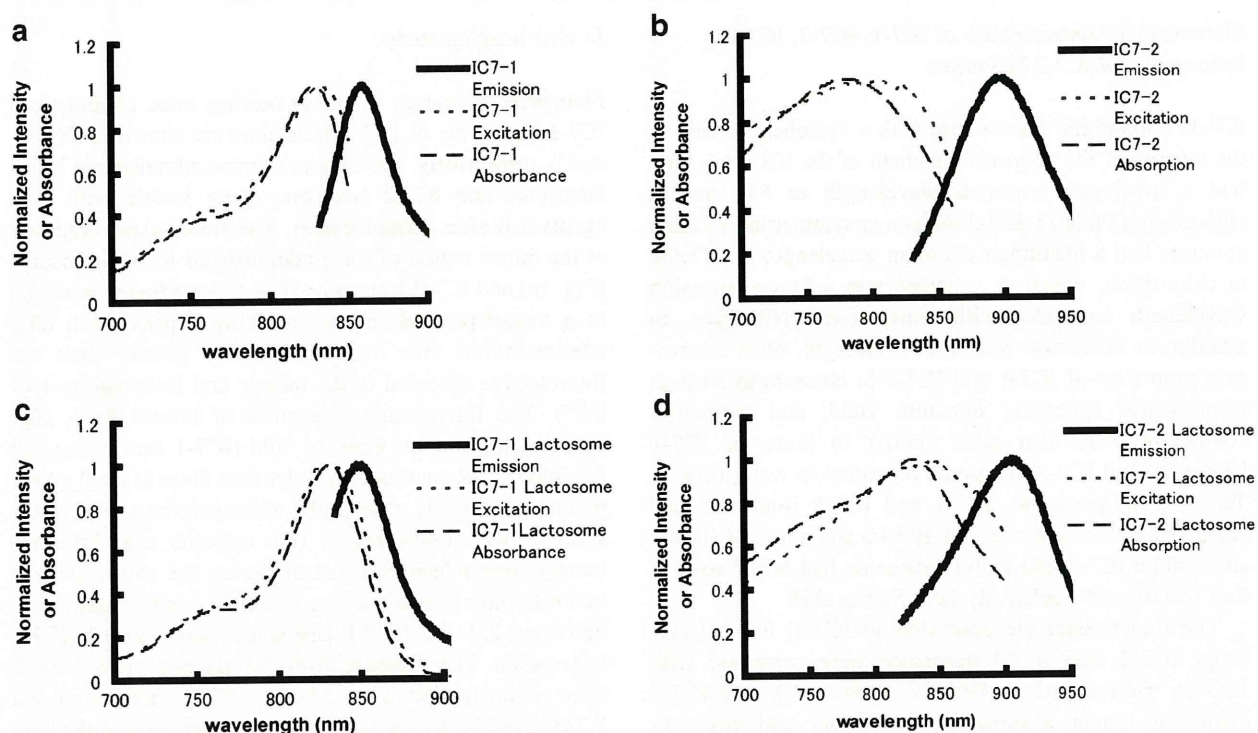 a
Normalized Intensity
or Absorbance
1.2
1
0.8
0.6
0.4
0.2
0
700
750
800
850
900
wavelength (nm)
IC7-1
Emission
IC7-1
Excitation
IC7-1
Absorbance
b
Normalized Intensity
or Absorbance
1.2
1
0.8
0.6
0.4
0.2
0
700
750
800
850
900
950
wavelength (nm)
IC7-2
Emission
IC7-2
Excitation
IC7-2
Absorption
c
Normalized Intensity
or Absorbance
1.2
1
0.8
0.6
0.4
0.2
0
700
750
800
850
900
wavelength (nm)
IC7-1 Lactosome
Emission
IC7-1 Lactosome
Excitation
IC7-1Lactosome
Absorbance
d
Normalized Intensity
or Absorbance
1.2
1
0.8
0.6
0.4
0.2
0
700
750
800
850
900
950
wavelength (nm)
IC7-2 Lactosome
Emission
IC7-2 Lactosome
Excitation
IC7-2 Lactosome
Absorption